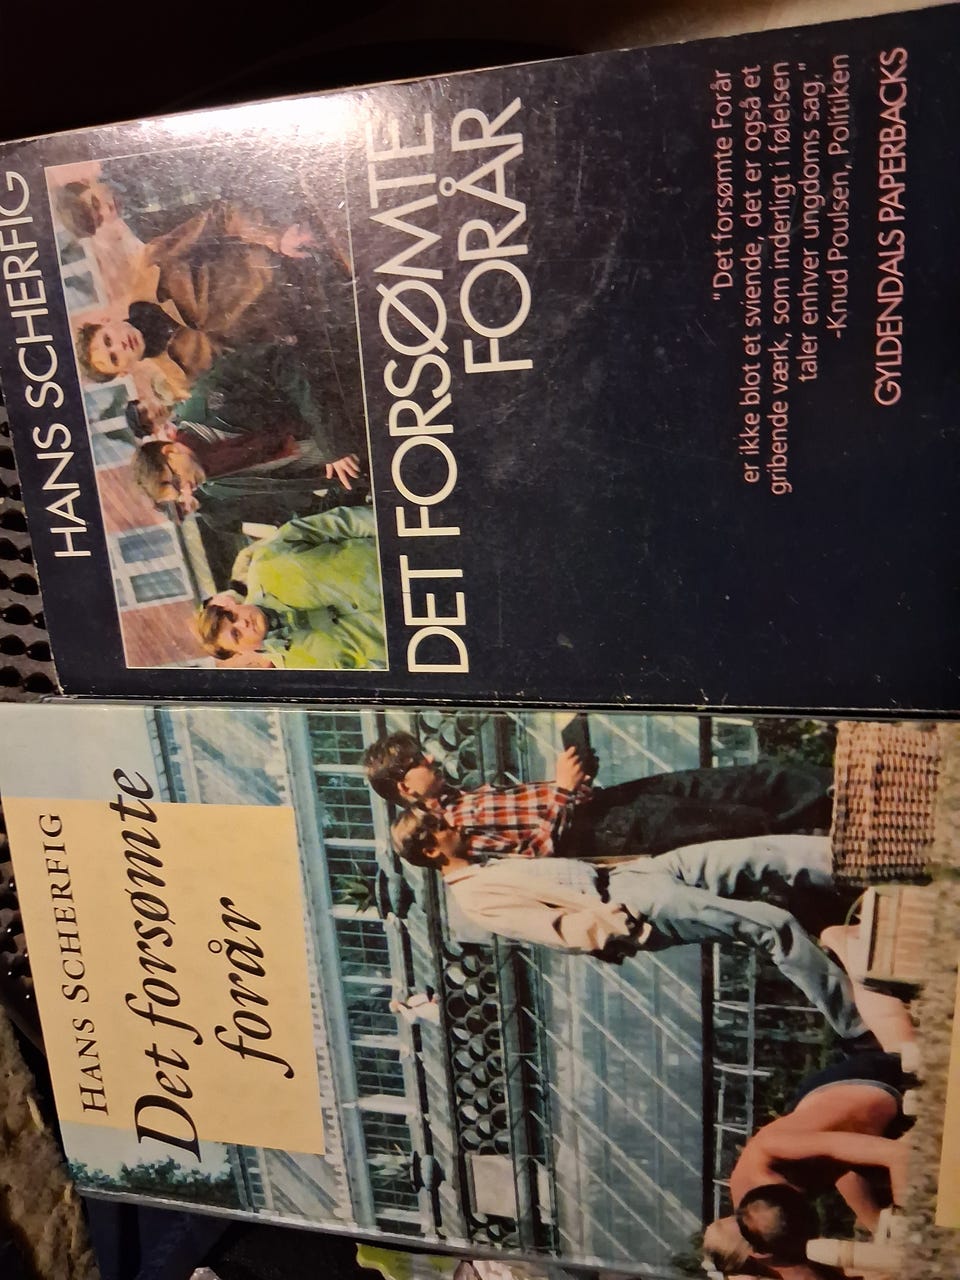 HANS SCHERFIG
DET FORSØMTE
FORÅR
"Det forsømte Forår
er ikke blot et sviende, det er også et
gribende værk, som inderligt i følelsen
taler enhver ungdoms sag."
-Knud Poulsen, Politiken
GYLDENDALS PAPERBACKS
HANS SCHERFIG
Det forsømte
forår